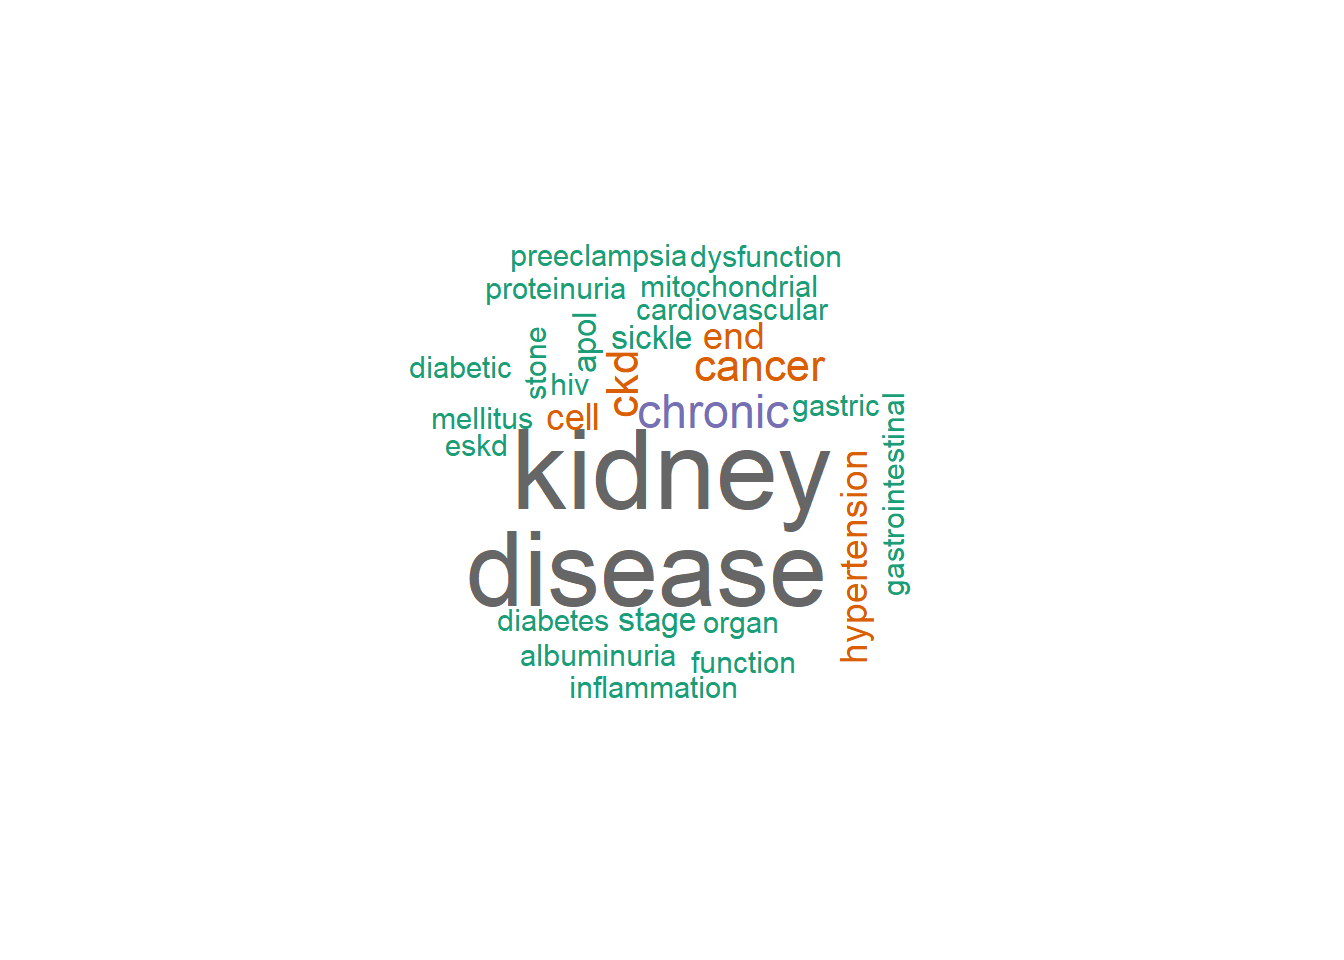 preeclampsia dysfunction
proteinuria mitochondrial
cardiovascular
apol sickle end
stone
diabetic
ckd cancer
hiv
mellitus cell chronic gastric
gastrointestinal
eskd
kidney
hypertension
disease
diabetes stage organ
albuminuria function
inflammation